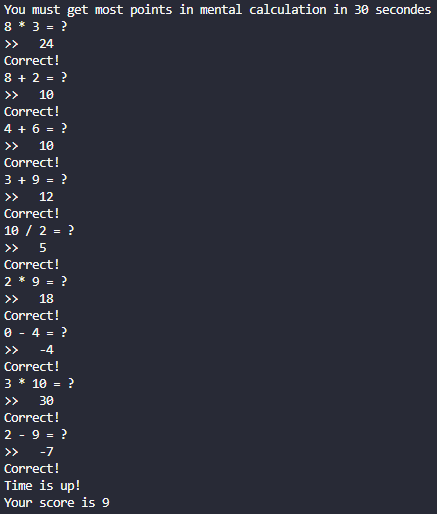 You must get most points in mental calculation in 30 secondes
8 * 3 = ?
>>  24
Correct!
8 + 2 = ?
>>  10
Correct!
4 + 6 = ?
>>  10
Correct!
3 + 9 = ?
>>  12
Correct!
10 / 2 = ?
>>  5
Correct!
2 * 9 = ?
>>  18
Correct!
0 - 4 = ?
>>  -4
Correct!
3 * 10 = ?
>>  30
Correct!
2 - 9 = ?
>>  -7
Correct!
Time is up!
Your score is 9